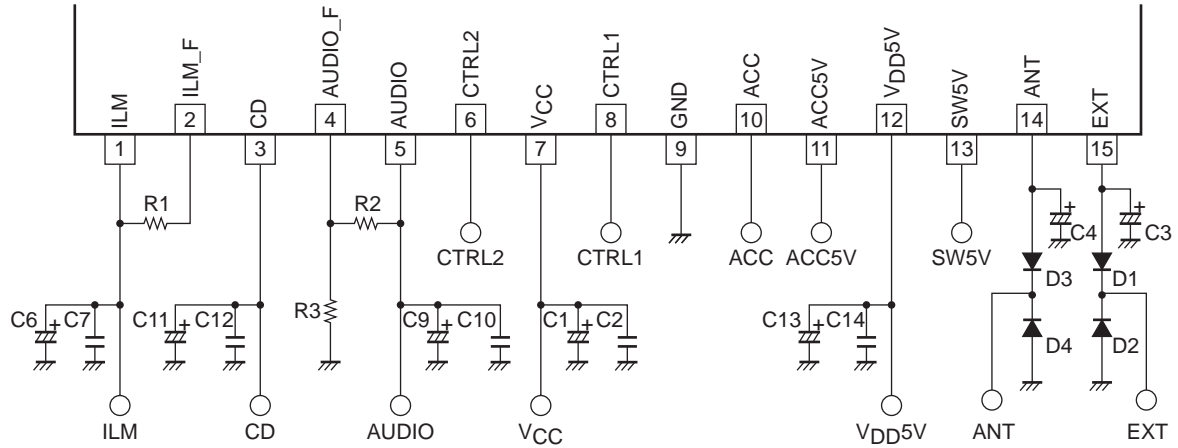 ILM
ILM_F
CD
AUDIO_F
AUDIO
CTRL2
VCC
CTRL1
GND
ACC
ACC5V
VDD5V
SW5V
ANT
EXT
2
4
6
8
10
12
14
1
3
5
7
9
11
13
15
R1
R2
+
C4
+
C3
CTRL2
CTRL1
ACC
ACC5V
SW5V
D3
D1
R3
C6
+
C7
C11
+
C12
C9
+
C10
C1
+
C2
C13
+
C14
D4
D2
ILM
CD
AUDIO
VCC
VDD5V
ANT
EXT